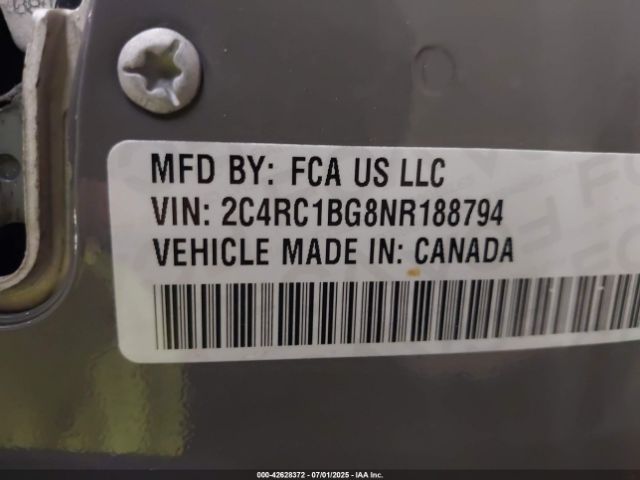 MFD BY: FCA US LLC
VIN: 2C4RC1BG8NR188794
VEHICLE MADE IN: CANADA
000-42628372 / 07/01/2025 - IAA Inc.